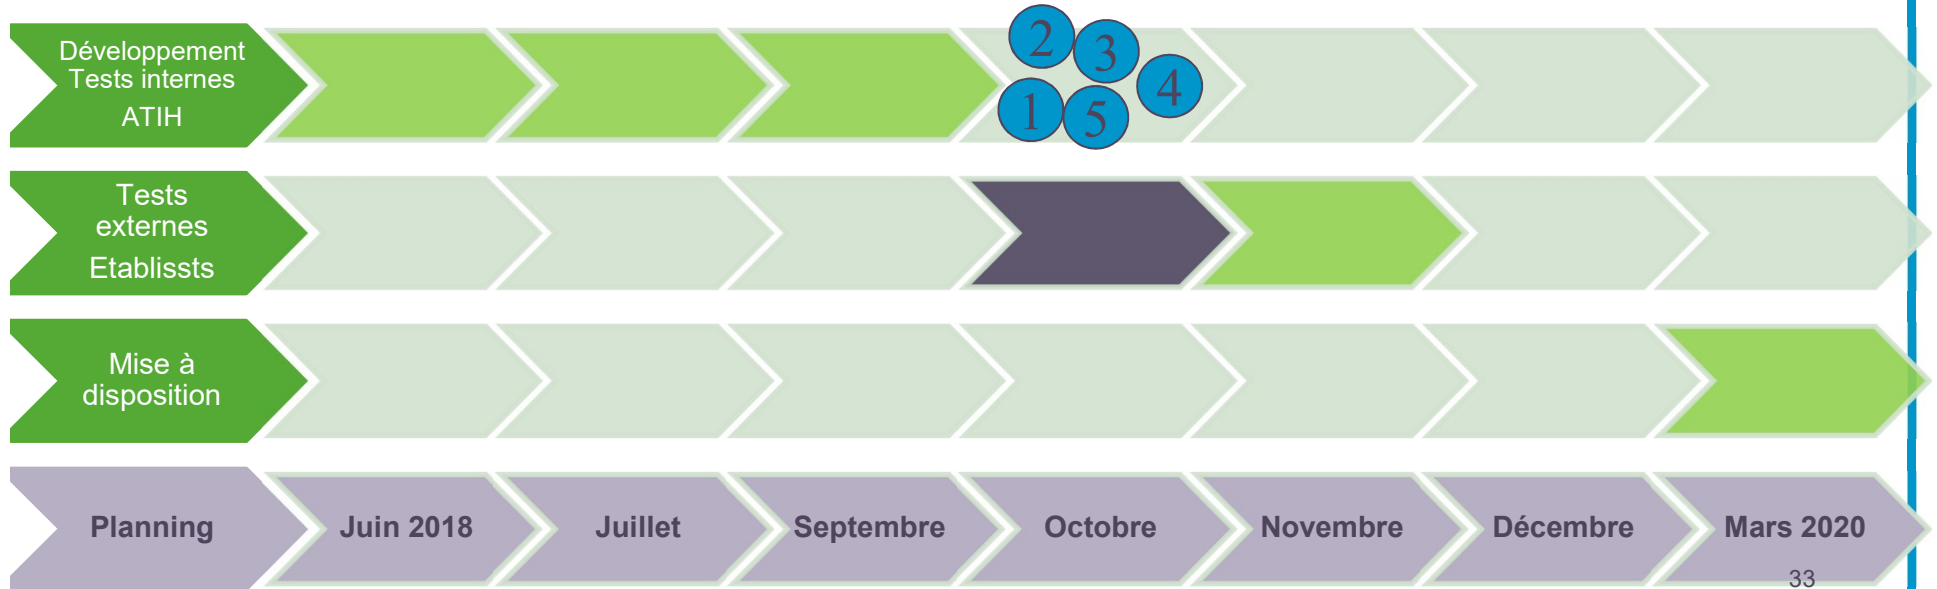 Développement
Tests internes
ATIH
2
3
4
1
5
Tests
externes
Etablissts
Mise à
disposition
Planning
Juin 2018
Juillet
Septembre
Octobre
Novembre
Décembre
Mars 2020
33